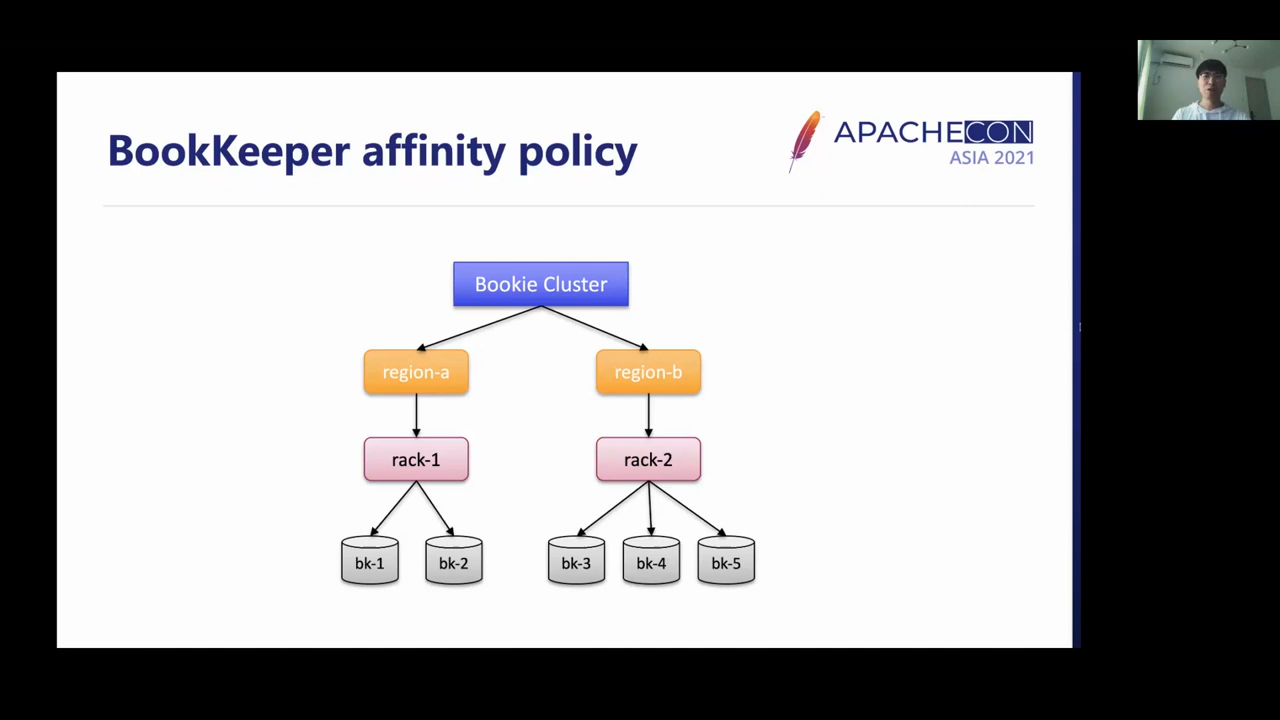 BookKeeper affinity policy
APACHECON
ASIA 2021
Bookie Cluster
region-a
region-b
rack-1
rack-2
bk-1
bk-2
bk-3
bk-4
bk-5